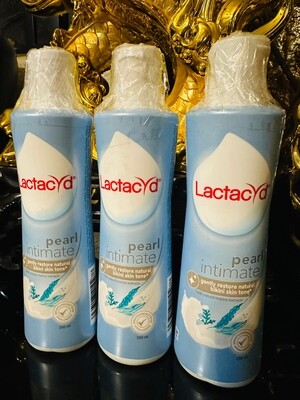 Lactacyd
pearl
intimate
gently restore natural
bikini skin tone*
Lactacyd
pearl
intimate
gently restore natural
bikini skin tone*
Lactacyd
pearl
intimate
gently restore natural
bikini skin tone*